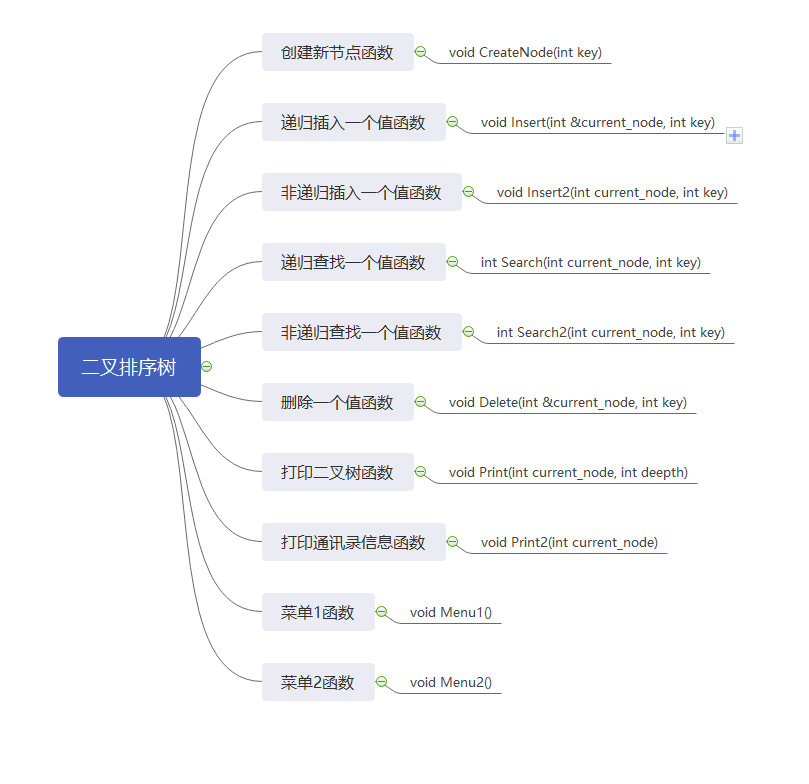 创建新节点函数
void CreateNode(int key)
递归插入一个值函数
void Insert(int &current_node, int key)
非递归插入一个值函数
void Insert2(int current_node, int key)
递归查找一个值函数
int Search(int current_node, int key)
非递归查找一个值函数
int Search2(int current_node, int key)
二叉排序树
删除一个值函数
void Delete(int &current_node, int key)
打印二叉树函数
void Print(int current_node, int deepth)
打印通讯录信息函数
void Print2(int current_node)
菜单1函数
void Menu1()
菜单2函数
void Menu2()